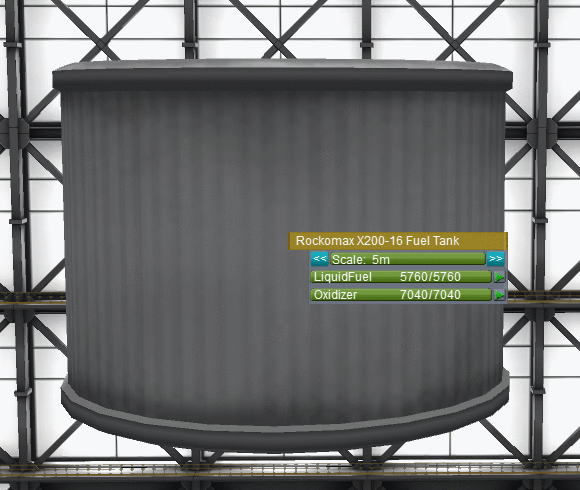 Rockomax X200-16 Fuel Tank
<< Scale: 5m >>
LiquidFuel 5760/5760
Oxidizer 7040/7040